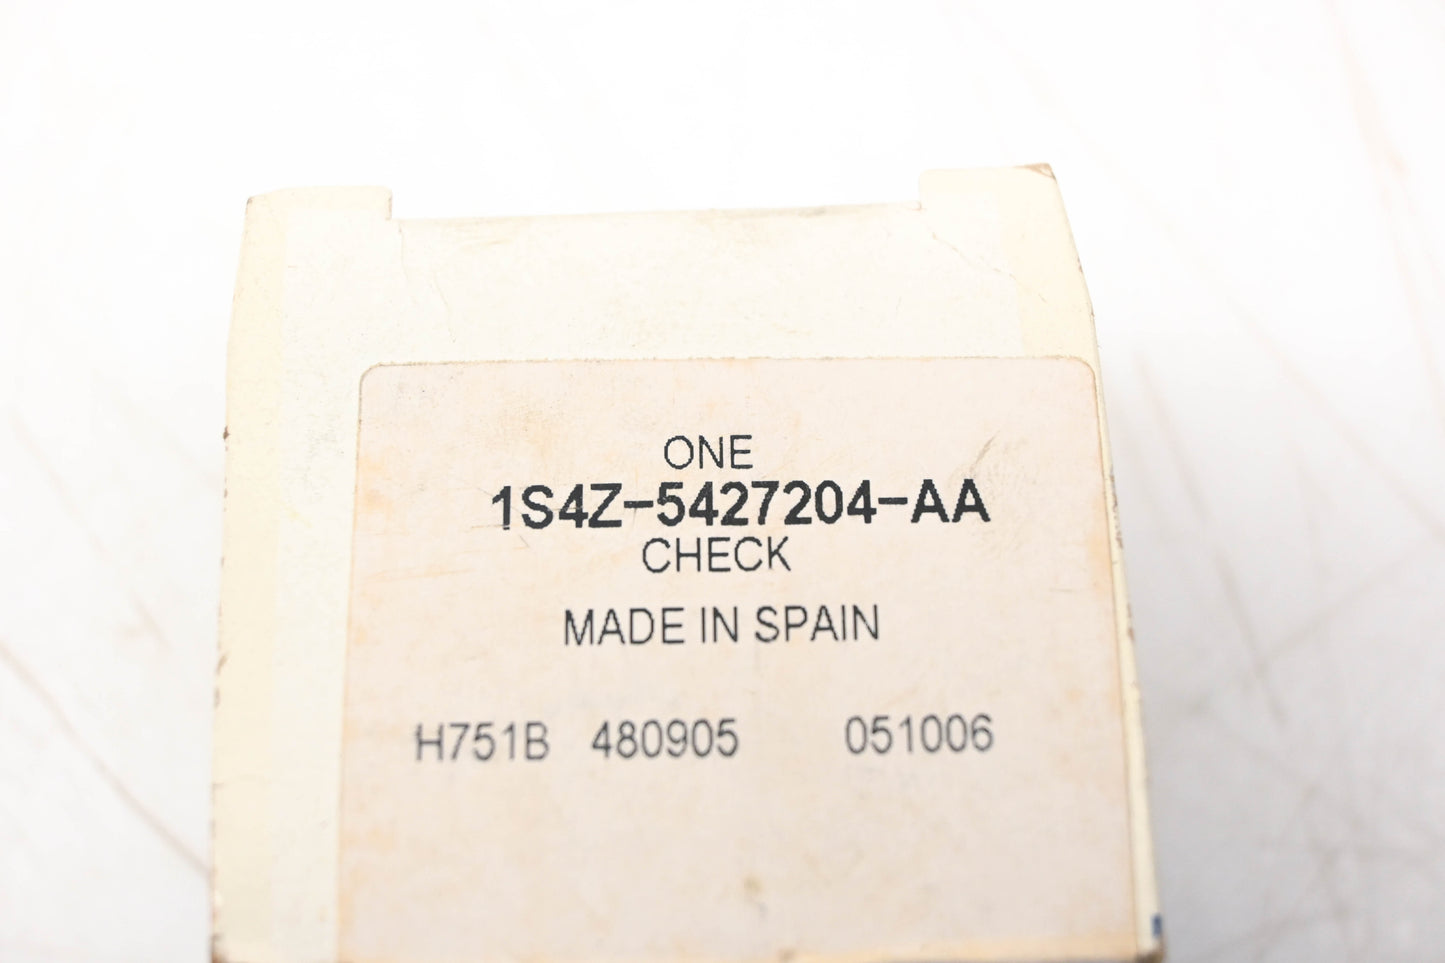 ONE
1S4Z-5427204-AA
CHECK
MADE IN SPAIN
H751B 480905 051006